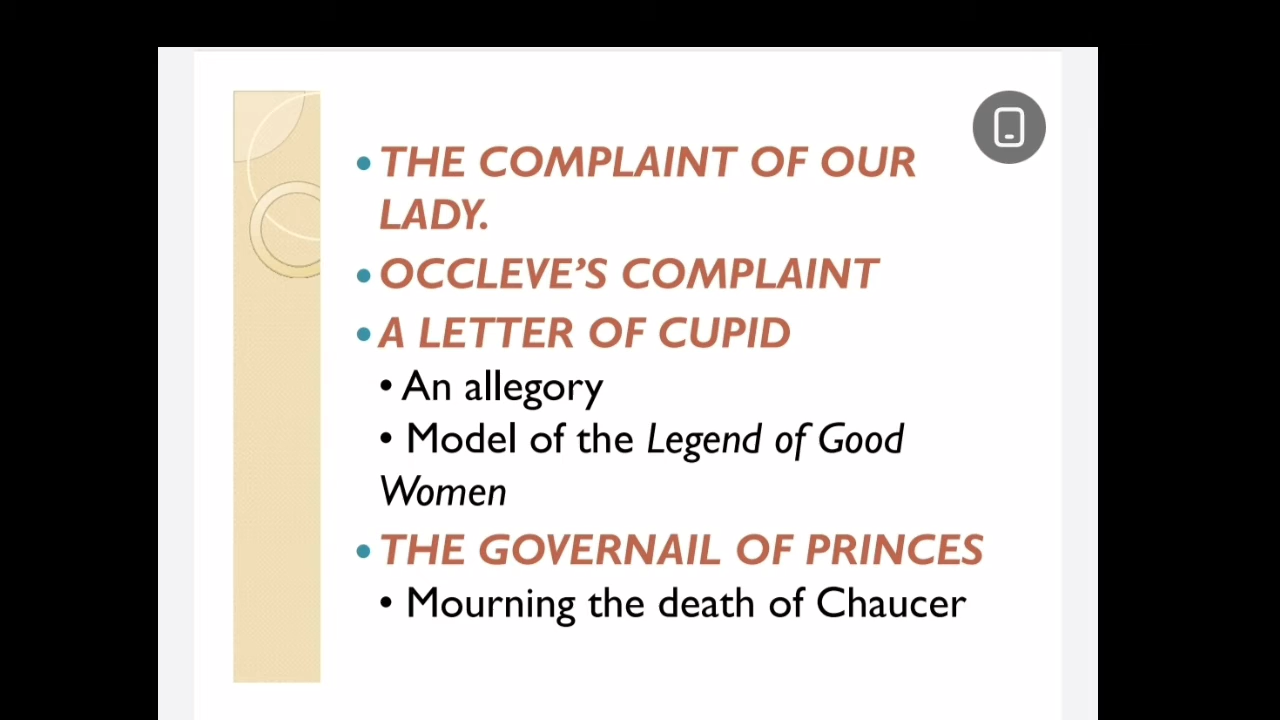 • THE COMPLAINT OF OUR
LADY.
• OCCLEVE’S COMPLAINT
• A LETTER OF CUPID
• An allegory
• Model of the Legend of Good
Women
• THE GOVERNAIL OF PRINCES
• Mourning the death of Chaucer